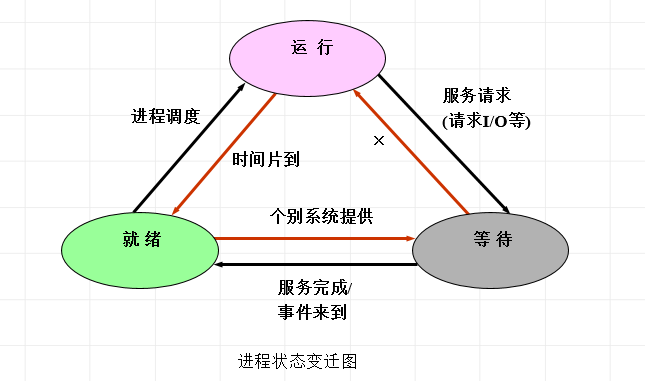 运 行
服务请求
(请求I/O等)
进程调度
×
时间片到
个别系统提供
就 绪
等 待
服务完成/
事件来到
进程状态变迁图